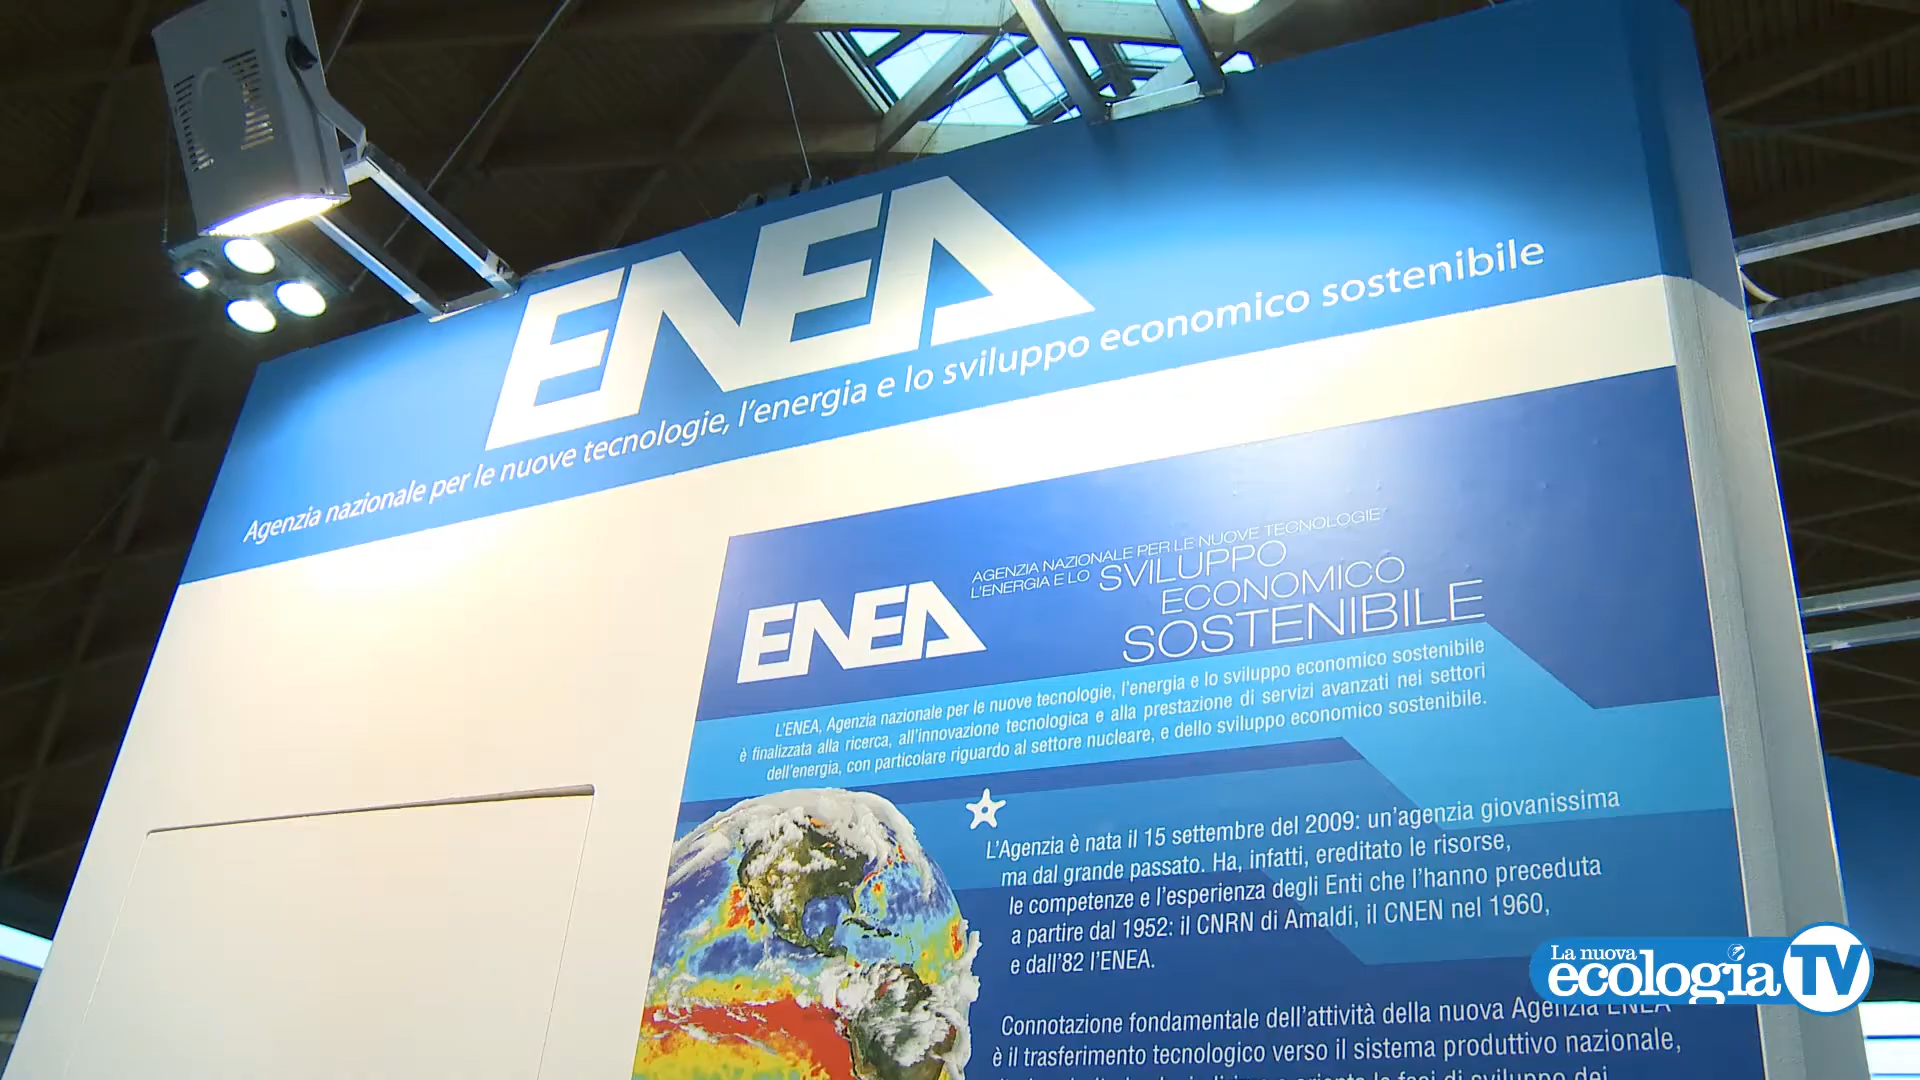 ENEA
Agenzia nazionale per le nuove tecnologie, l'energia e lo sviluppo economico sostenibile
ENEA
AGENZIA NAZIONALE PER LE NUOVE TECNOLOGIE
L'ENERGIA E LO SVILUPPO
ECONOMICO
SOSTENIBILE
L'ENEA, Agenzia nazionale per le nuove tecnologie, l'energia e lo sviluppo economico sostenibile
è finalizzata alla ricerca, all'innovazione tecnologica e alla prestazione di servizi avanzati nei settori
dell'energia, con particolare riguardo al settore nucleare, e dello sviluppo economico sostenibile.
L'Agenzia è nata il 15 settembre del 2009: un'agenzia giovanissima
ma dal grande passato. Ha, infatti, ereditato le risorse,
le competenze e l'esperienza degli Enti che l'hanno preceduta
a partire dal 1952: il CNRN di Amaldi, il CNEN nel 1960,
e dall'82 l'ENEA.
Connotazione fondamentale dell'attività della nuova Agenzia ENEA
è il trasferimento tecnologico verso il sistema produttivo nazionale,
le fasi di sviluppo dei
La nuova
ecologia TV